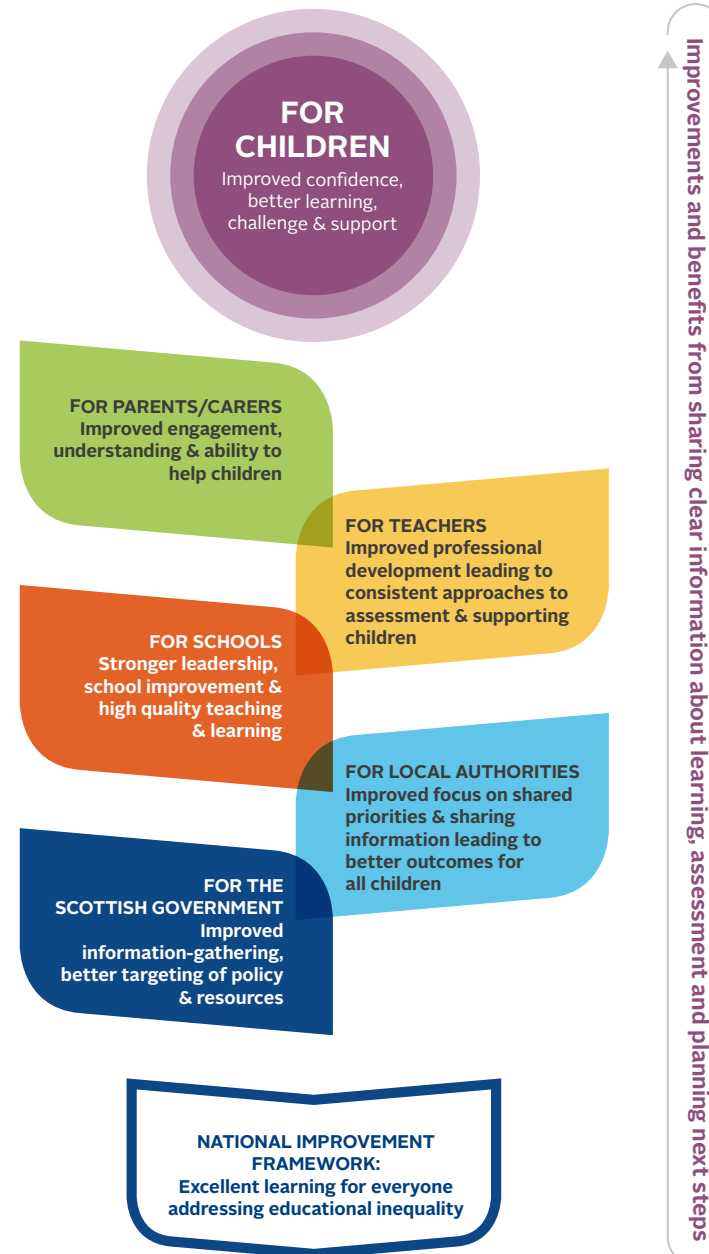 FOR
CHILDREN
Improved confidence,
better learning,
challenge & support
FOR PARENTS/CARERS
Improved engagement,
understanding & ability to
help children
FOR TEACHERS
Improved professional
development leading to
consistent approaches to
assessment & supporting
children
FOR SCHOOLS
Stronger leadership,
school improvement &
high quality teaching
& learning
FOR LOCAL AUTHORITIES
Improved focus on shared
priorities & sharing
information leading to
better outcomes for
all children
FOR THE
SCOTTISH GOVERNMENT
Improved
information-gathering,
better targeting of policy
& resources
NATIONAL IMPROVEMENT
FRAMEWORK:
Excellent learning for everyone
addressing educational inequality
Improvements and benefits from sharing clear information about learning, assessment and planning next steps